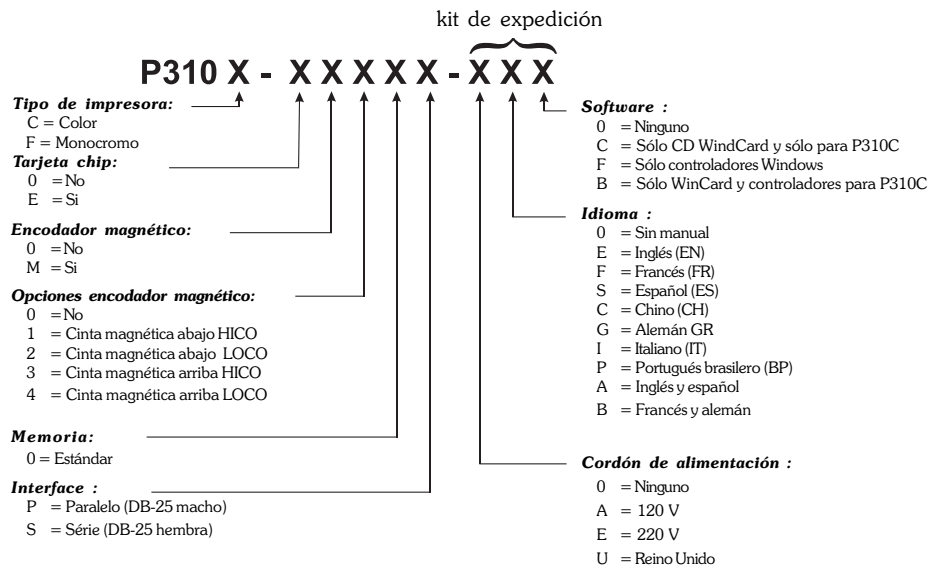 kit de expedición
P310 X - X X X X X - X X X
Tipo de impresora:
C = Color
F = Monocromo
Tarjeta chip:
0 = No
E = Si
Encodador magnético:
0 = No
M = Si
Opciones encodador magnético:
0 = No
1 = Cinta magnética abajo HICO
2 = Cinta magnética abajo LOCO
3 = Cinta magnética arriba HICO
4 = Cinta magnética arriba LOCO
Memoria:
0 = Estándar
Interface :
P = Paralelo (DB-25 macho)
S = Série (DB-25 hembra)
Software :
0 = Ninguno
C = Sólo CD WindCard y sólo para P310C
F = Sólo controladores Windows
B = Sólo WinCard y controladores para P310C
Idioma :
0 = Sin manual
E = Inglés (EN)
F = Francés (FR)
S = Español (ES)
C = Chino (CH)
G = Alemán GR
I = Italiano (IT)
P = Portugués brasilero (BP)
A = Inglés y español
B = Francés y alemán
Cordón de alimentación :
0 = Ninguno
A = 120 V
E = 220 V
U = Reino Unido